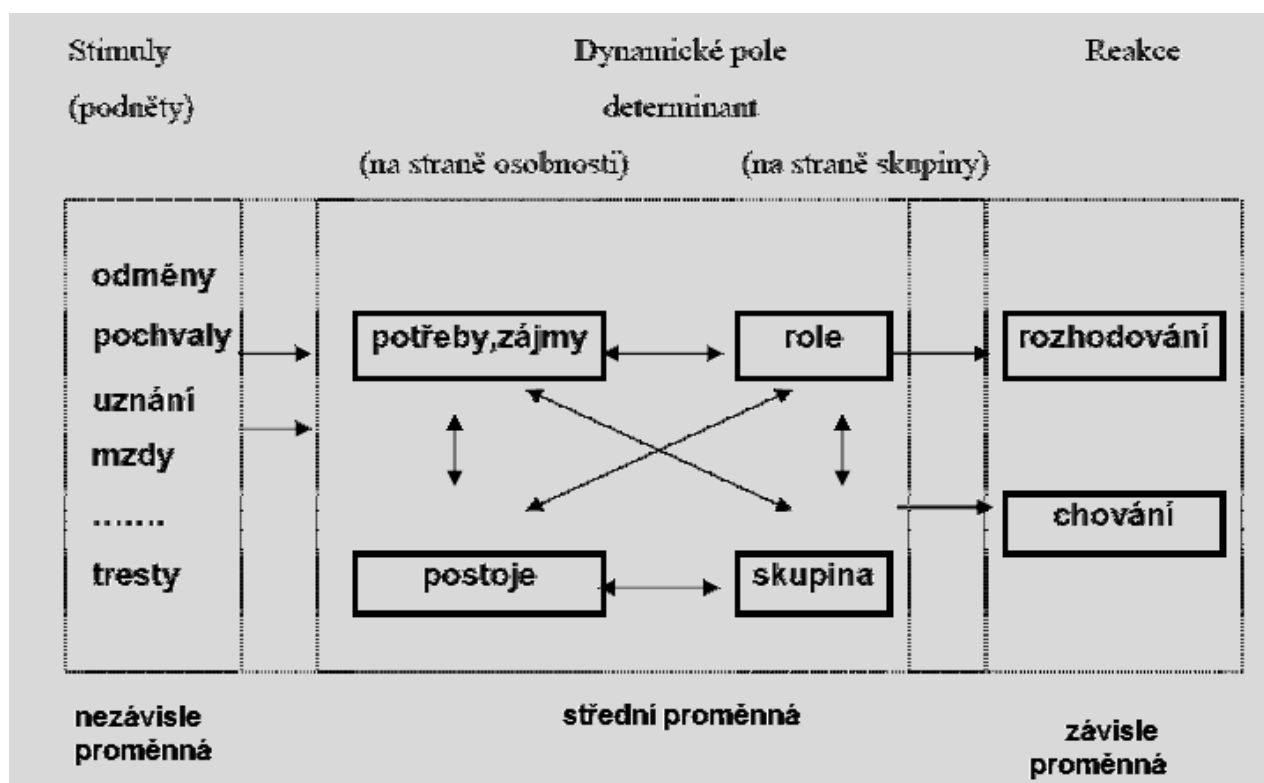 Stimuly
(podněty)
Dynamické pole
determinant
(na straně osobnosti)
(na straně skupiny)
Reakce
odměny
pochvaly
uznání
mzdy
.......
tresty
potřeby,zájmy
role
postoje
skupina
rozhodování
chování
nezávisle
proměnná
střední proměnná
závisle
proměnná